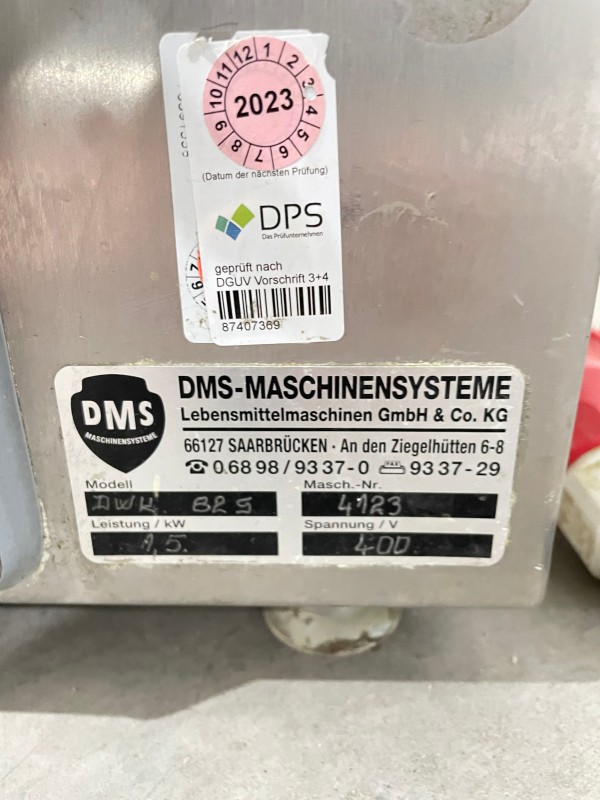 12 1 2 3 4 5 6 7 8 9 10 11
2023
(Datum der nächsten Prüfung)
DPS
Das Prüfunternehmen
geprüft nach
DGUV Vorschrift 3+4
87407369
DMS
MASCHINENSYSTEME
DMS-MASCHINENSYSTEME
Lebensmittelmaschinen GmbH & Co. KG
66127 SAARBRÜCKEN · An den Ziegelhütten 6-8
☎ 0 68 98 / 93 37-0 FAX 93 37-29
Modell Masch.-Nr.
DWK 4123
Leistung / kW Spannung / V
1,5 400